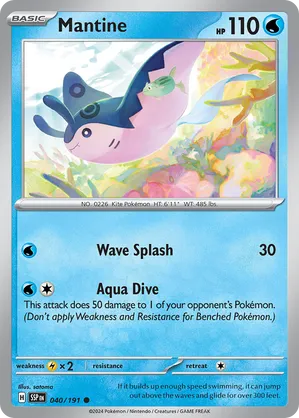 BASIC
Mantine HP 110
NO. 0226 Kite Pokémon HT: 6'11" WT: 485 lbs.
Wave Splash 30
Aqua Dive
This attack does 50 damage to 1 of your opponent's Pokémon.
(Don't apply Weakness and Resistance for Benched Pokémon.)
weakness ×2 resistance retreat
Illus. satoma
H SSP EN 040/191
If it builds up enough speed swimming, it can jump
out above the waves and glide for over 300 feet.
©2024 Pokémon / Nintendo / Creatures / GAME FREAK